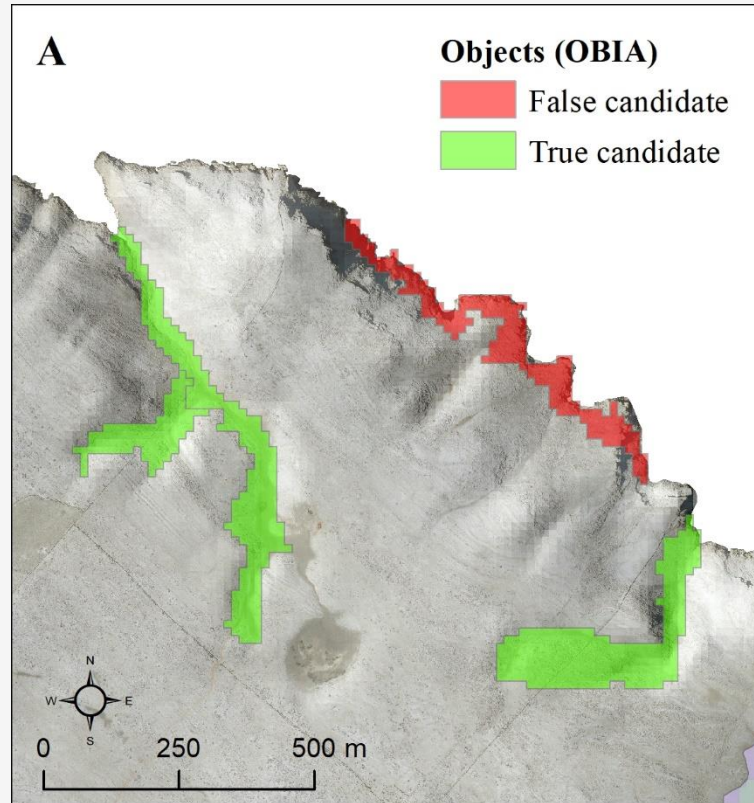 A
Objects (OBIA)
False candidate
True candidate
N
W E
S
0 250 500 m